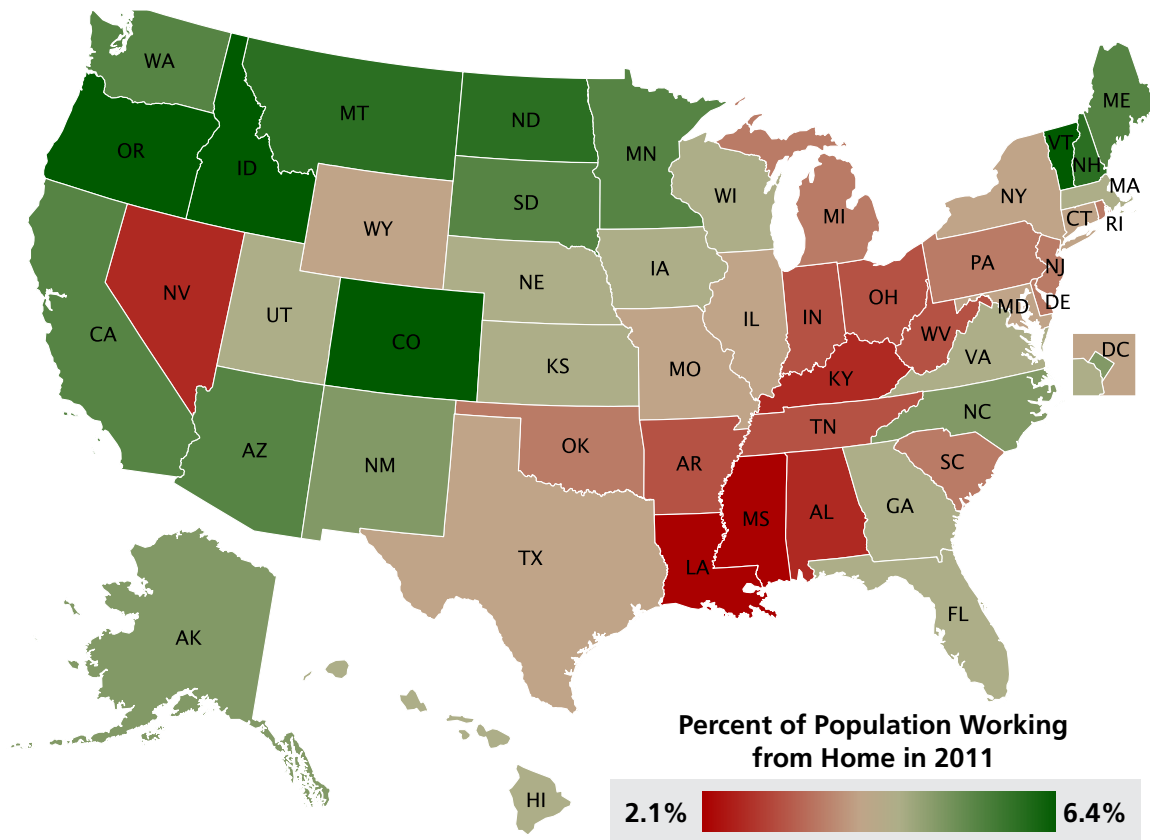 WA
ME
MT
ND
OR
VT
MN
ID
NH
MA
SD
WI
NY
WY
MI
CT
RI
IA
PA
NJ
NE
NV
OH
DE
MD
UT
IN
IL
CA
WV
CO
VA
DC
KS
MO
KY
NC
TN
OK
AZ
AR
SC
NM
GA
AL
MS
TX
LA
FL
AK
HI
Percent of Population Working
from Home in 2011
2.1% 6.4%